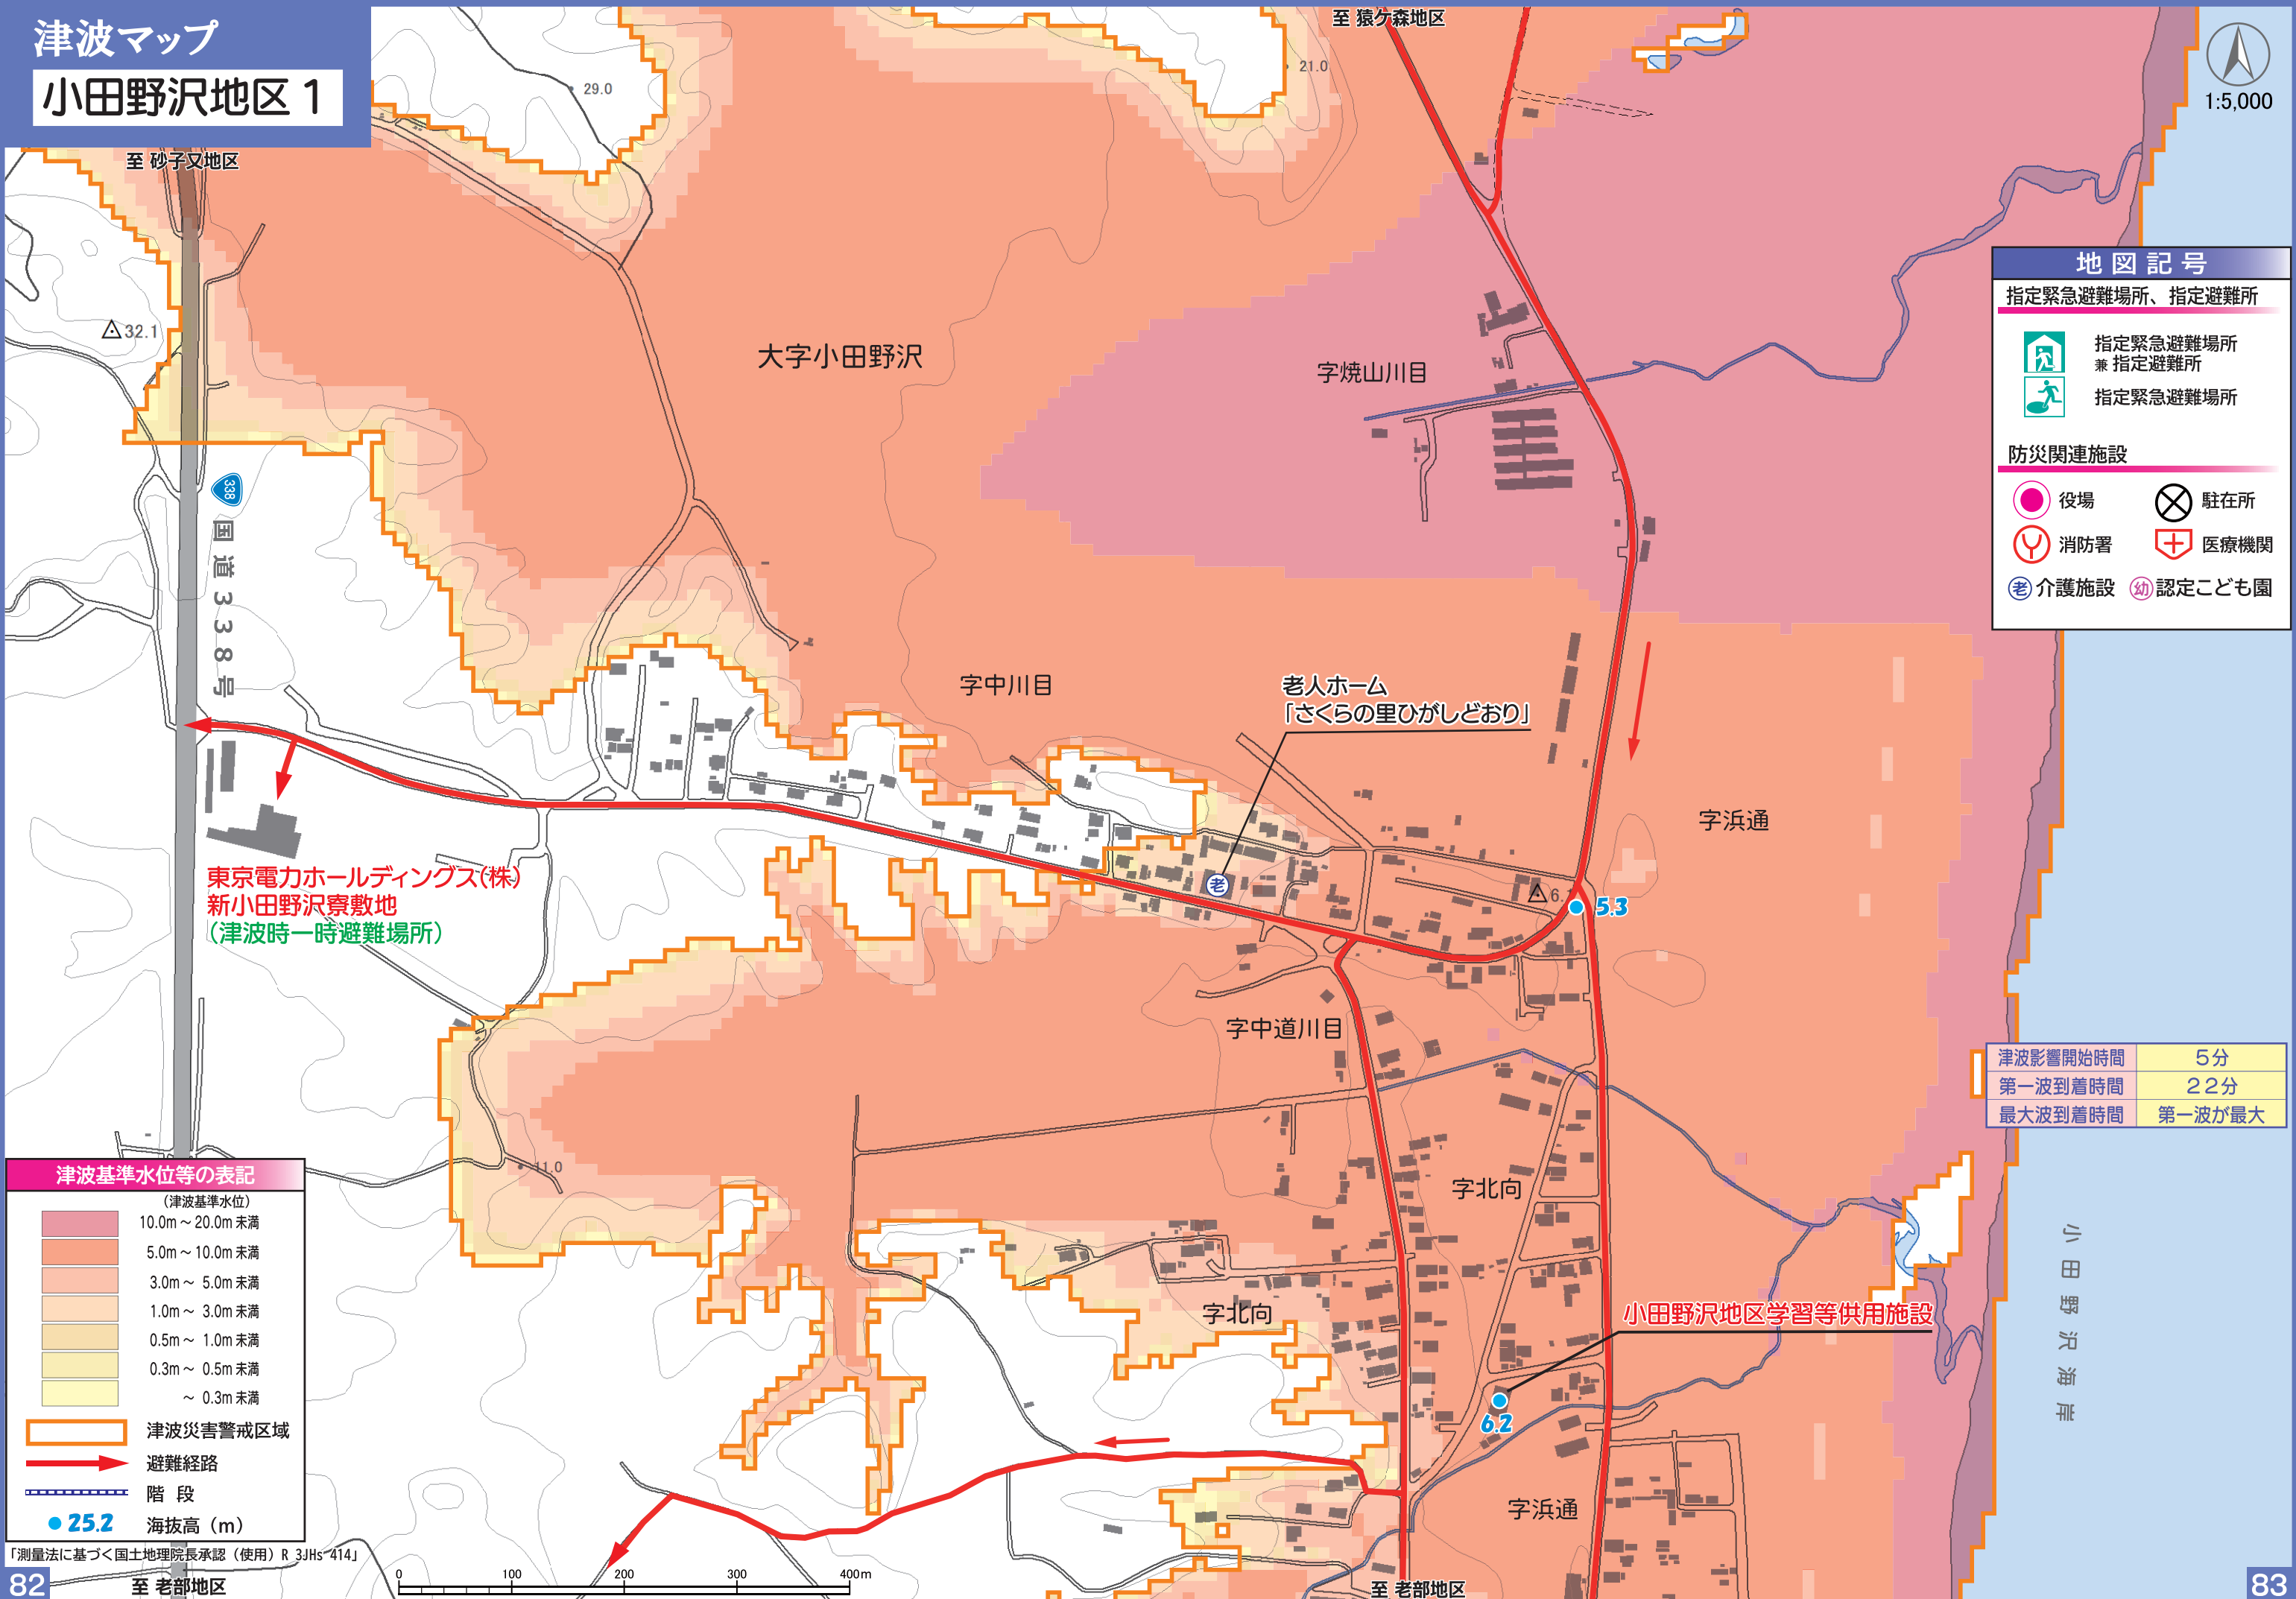 津波マップ
小田野沢地区 1
至 猿ケ森地区
21.0
29.0
1:5,000
至 砂子又地区
32.1
大字小田野沢
字焼山川目
地図記号
指定緊急避難場所、指定避難所
指定緊急避難場所
兼 指定避難所
指定緊急避難場所
防災関連施設
役場
駐在所
消防署
医療機関
老 介護施設
幼 認定こども園
338
国道338号
字中川目
老人ホーム
「さくらの里ひがしどおり」
老
字浜通
5.3
東京電力ホールディングス(株)
新小田野沢寮敷地
(津波時一時避難場所)
字中道川目
津波影響開始時間 5分
第一波到着時間 22分
最大波到着時間 第一波が最大
11.0
字北向
字北向
小田野沢地区学習等供用施設
6.2
小田野沢海岸
字浜通
津波基準水位等の表記
(津波基準水位)
10.0m～20.0m 未満
5.0m～10.0m 未満
3.0m～ 5.0m 未満
1.0m～ 3.0m 未満
0.5m～ 1.0m 未満
0.3m～ 0.5m 未満
～ 0.3m 未満
津波災害警戒区域
避難経路
階 段
25.2 海抜高（m）
「測量法に基づく国土地理院長承認（使用）R 3JHs 414」
0 100 200 300 400m
至 老部地区
至 老部地区
82
83